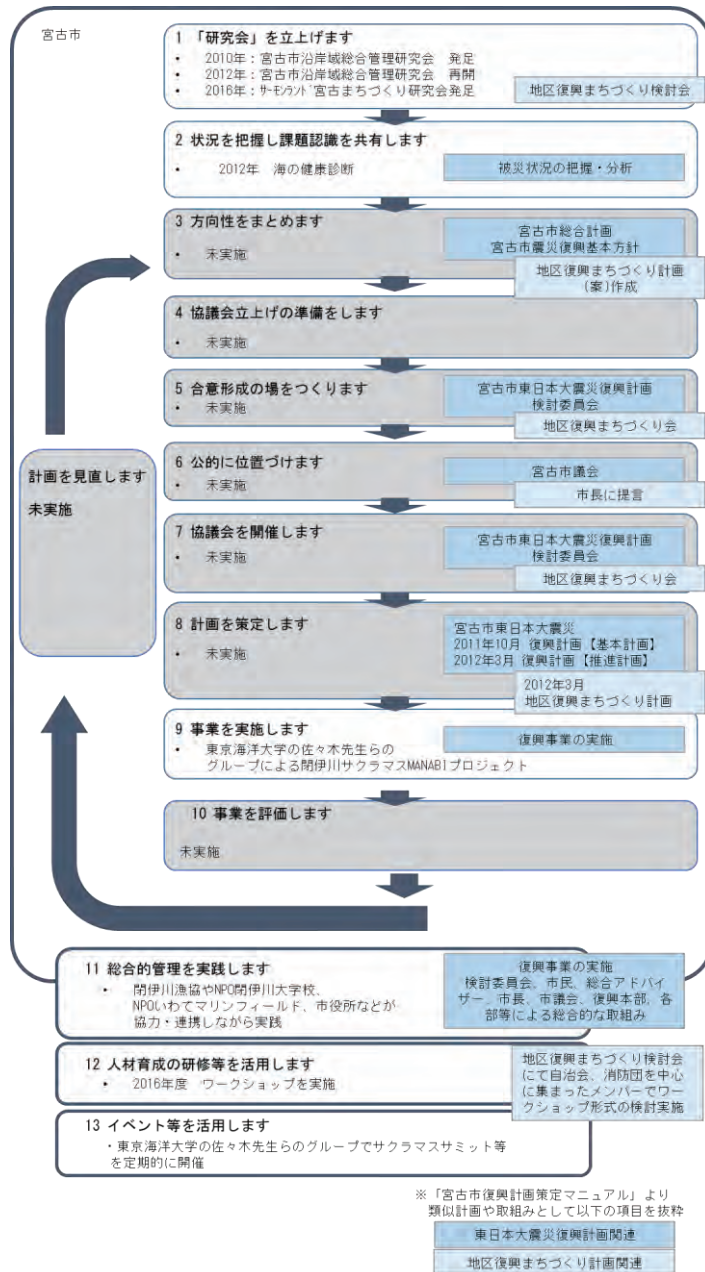 宮古市
1 「研究会」を立上げます
・ 2010年：宮古市沿岸域総合管理研究会 発足
・ 2012年：宮古市沿岸域総合管理研究会 再開
・ 2016年：ｻｰﾓﾝﾗﾝﾄﾞ宮古まちづくり研究会発足
地区復興まちづくり検討会
2 状況を把握し課題認識を共有します
・ 2012年 海の健康診断
被災状況の把握・分析
3 方向性をまとめます
・ 未実施
宮古市総合計画
宮古市震災復興基本方針
地区復興まちづくり計画
(案)作成
4 協議会立上げの準備をします
・ 未実施
5 合意形成の場をつくります
・ 未実施
宮古市東日本大震災復興計画
検討委員会
地区復興まちづくり会
6 公的に位置づけます
・ 未実施
宮古市議会
市長に提言
7 協議会を開催します
・ 未実施
宮古市東日本大震災復興計画
検討委員会
地区復興まちづくり会
計画を見直します
未実施
8 計画を策定します
・ 未実施
宮古市東日本大震災
2011年10月 復興計画【基本計画】
2012年3月 復興計画【推進計画】
2012年3月
地区復興まちづくり計画
9 事業を実施します
・ 東京海洋大学の佐々木先生らの
グループによる閉伊川サクラマスMANABIプロジェクト
復興事業の実施
10 事業を評価します
未実施
11 総合的管理を実践します
・ 閉伊川漁協やNPO閉伊川大学校、
NPOいわてマリンフィールド、市役所などが
協力・連携しながら実践
復興事業の実施
検討委員会、市民、総合アドバイ
ザー、市長、市議会、復興本部、各
部等による総合的な取組み
12 人材育成の研修等を活用します
・ 2016年度 ワークショップを実施
地区復興まちづくり検討会
にて自治会、消防団を中心
に集まったメンバーでワー
クショップ形式の検討実施
13 イベント等を活用します
・東京海洋大学の佐々木先生らのグループでサクラマスサミット等
を定期的に開催
※「宮古市復興計画策定マニュアル」より
類似計画や取組みとして以下の項目を抜粋
東日本大震災復興計画関連
地区復興まちづくり計画関連